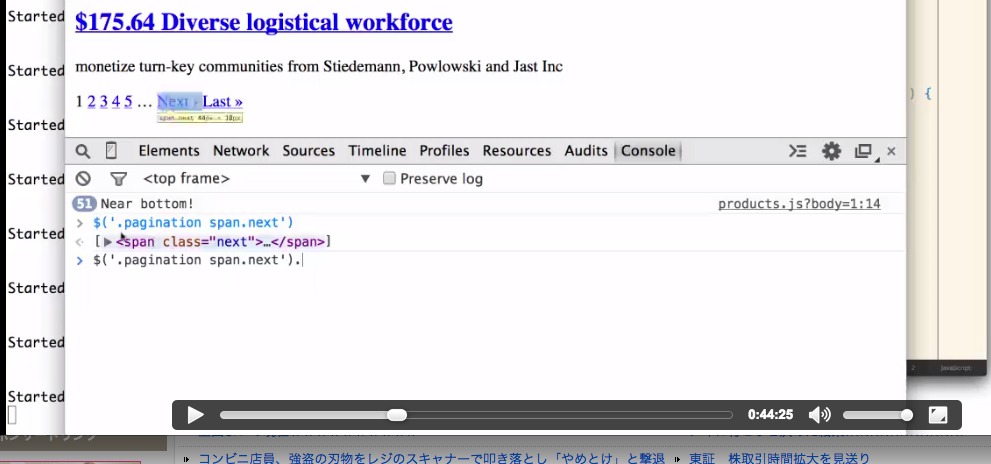 Started
$175.64 Diverse logistical workforce
monetize turn-key communities from Stiedemann, Powlowski and Jast Inc
Started
1 2 3 4 5 … Next › Last »
) {
span.next
Started
Elements Network Sources Timeline Profiles Resources Audits Console
Started
<top frame> ▼ Preserve log
51 Near bottom! products.js?body=1:14
> $('.pagination span.next')
Started
[▶<span class="next">…</span>]
> $('.pagination span.next').
Started
Started
2 JavaScript
Started
0:44:25
コンビニ店員、強盗の刃物をレジのスキャナーで叩き落とし「やめとけ」と撃退 東証 株取引時間拡大を見送り